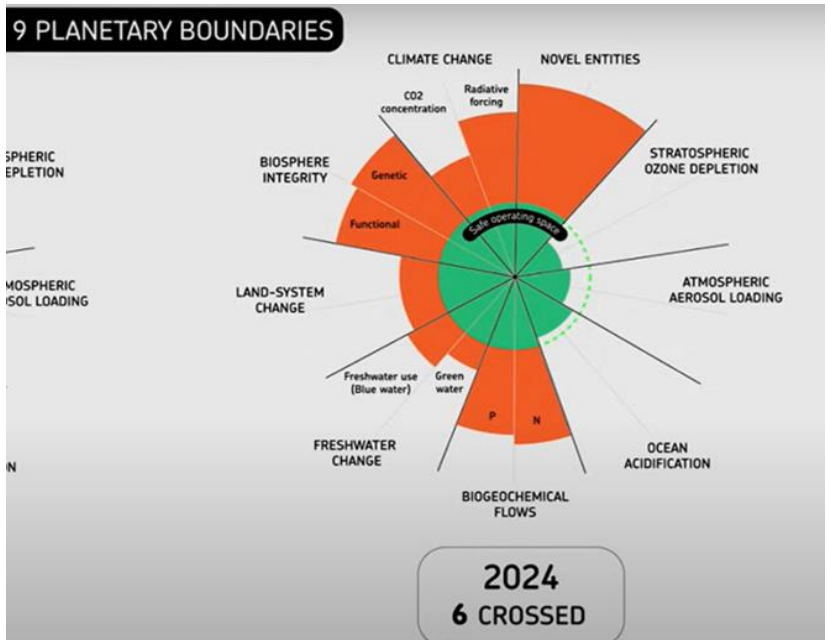 9 PLANETARY BOUNDARIES
CLIMATE CHANGE
NOVEL ENTITIES
CO2
concentration
Radiative
forcing
STRATOSPHERIC
OZONE DEPLETION
BIOSPHERE
INTEGRITY
Genetic
Functional
Safe operating space
ATMOSPHERIC
AEROSOL LOADING
LAND-SYSTEM
CHANGE
Freshwater use
(Blue water)
Green
water
P
N
FRESHWATER
CHANGE
OCEAN
ACIDIFICATION
BIOGEOCHEMICAL
FLOWS
2024
6 CROSSED
SPHERIC
EPLETION
MOSPHERIC
OSOL LOADING
N